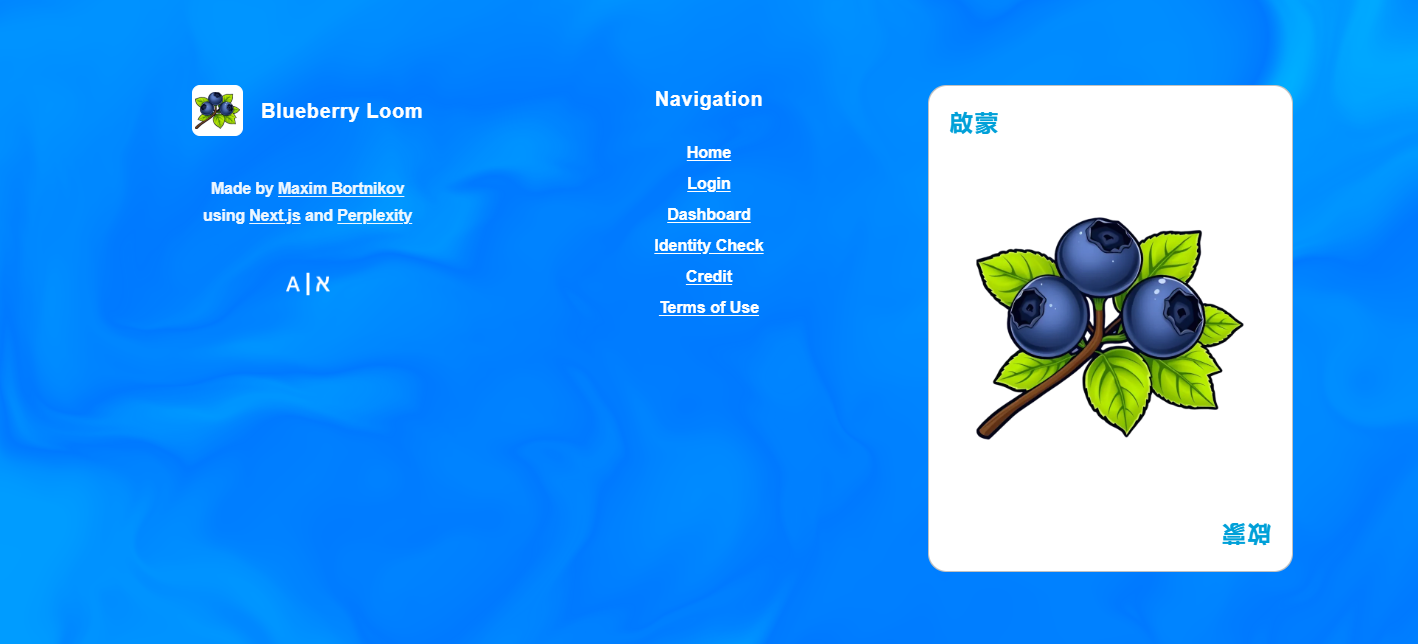 Blueberry Loom
Made by Maxim Bortnikov
using Next.js and Perplexity
A|א
Navigation
Home
Login
Dashboard
Identity Check
Credit
Terms of Use
啟蒙
啟蒙